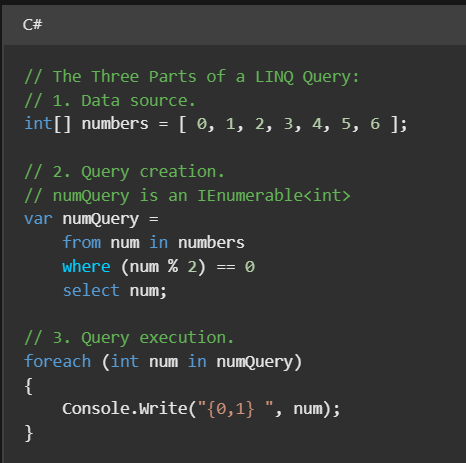 C#
// The Three Parts of a LINQ Query:
// 1. Data source.
int[] numbers = [ 0, 1, 2, 3, 4, 5, 6 ];
// 2. Query creation.
// numQuery is an IEnumerable<int>
var numQuery =
from num in numbers
where (num % 2) == 0
select num;
// 3. Query execution.
foreach (int num in numQuery)
{
Console.Write("{0,1} ", num);
}